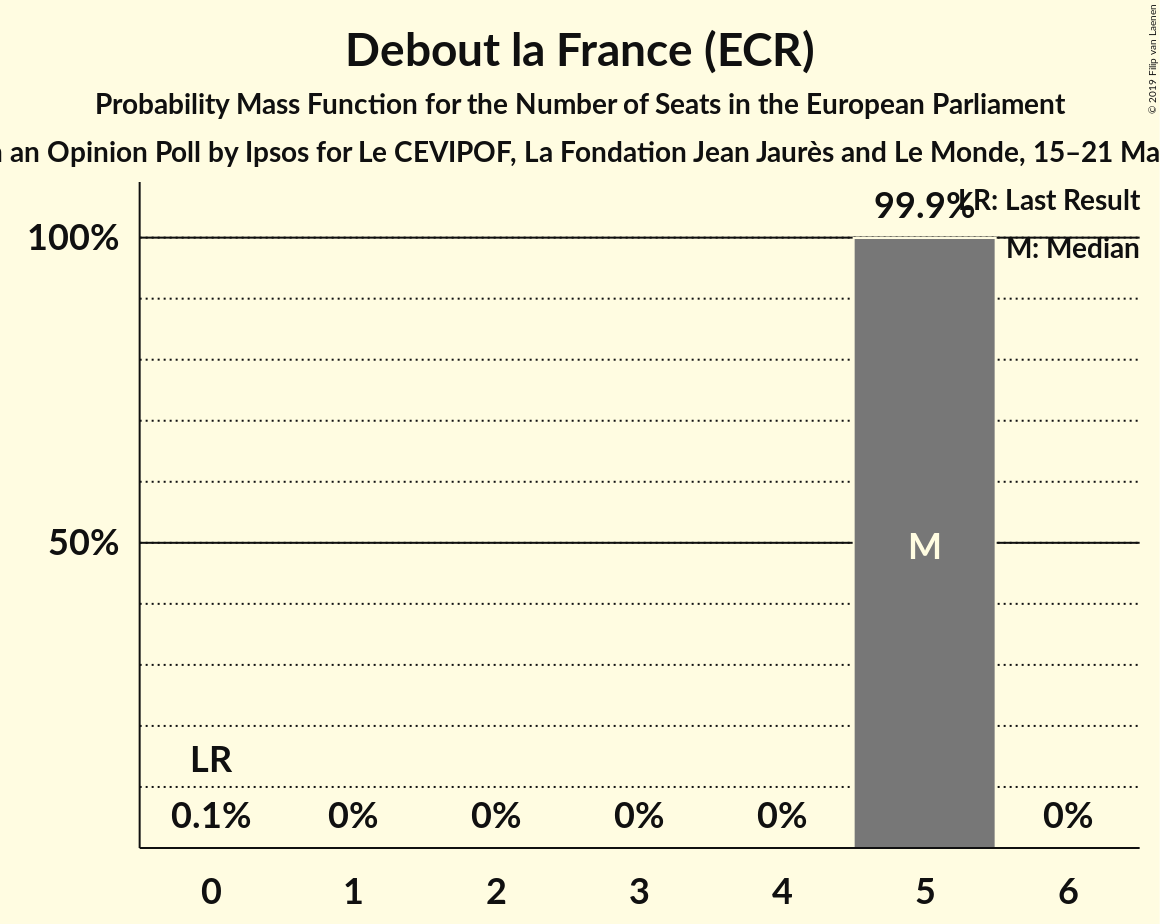 Debout la France (ECR)
Probability Mass Function for the Number of Seats in the European Parliament
an Opinion Poll by Ipsos for Le CEVIPOF, La Fondation Jean Jaurès and Le Monde, 15–21 Ma
© 2019 Filip van Laenen
99.9%
LR: Last Result
100%
M: Median
50%
M
LR
0.1% 0% 0% 0% 0% 0%
0 1 2 3 4 5 6